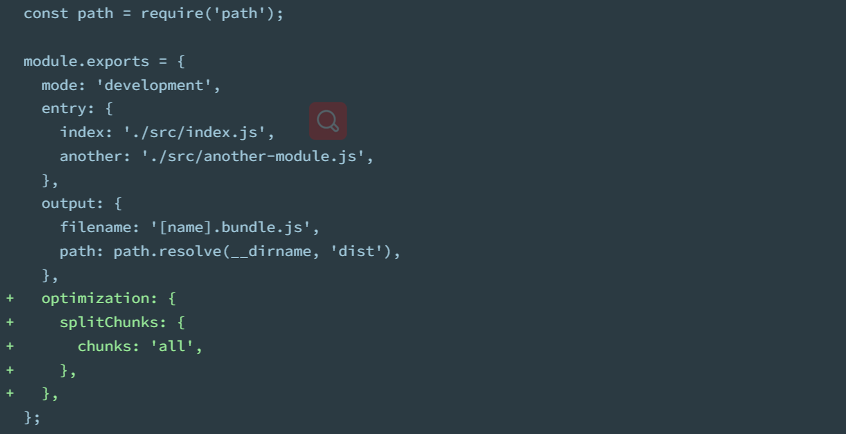 const path = require('path');
module.exports = {
mode: 'development',
entry: {
index: './src/index.js',
another: './src/another-module.js',
},
output: {
filename: '[name].bundle.js',
path: path.resolve(__dirname, 'dist'),
},
+ optimization: {
+ splitChunks: {
+ chunks: 'all',
+ },
+ },
};